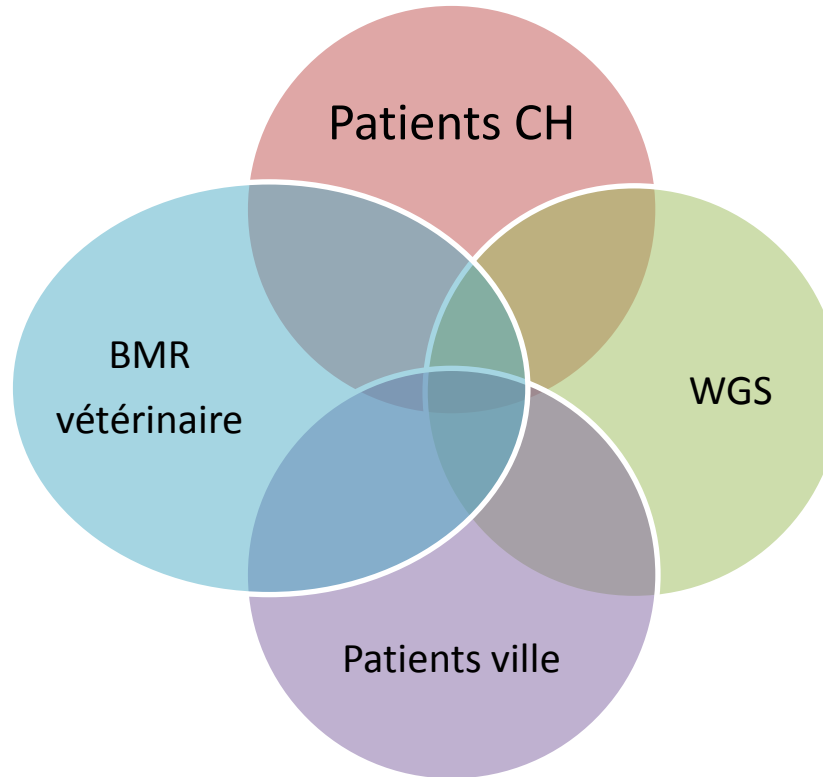 Patients CH
BMR
vétérinaire
WGS
Patients ville